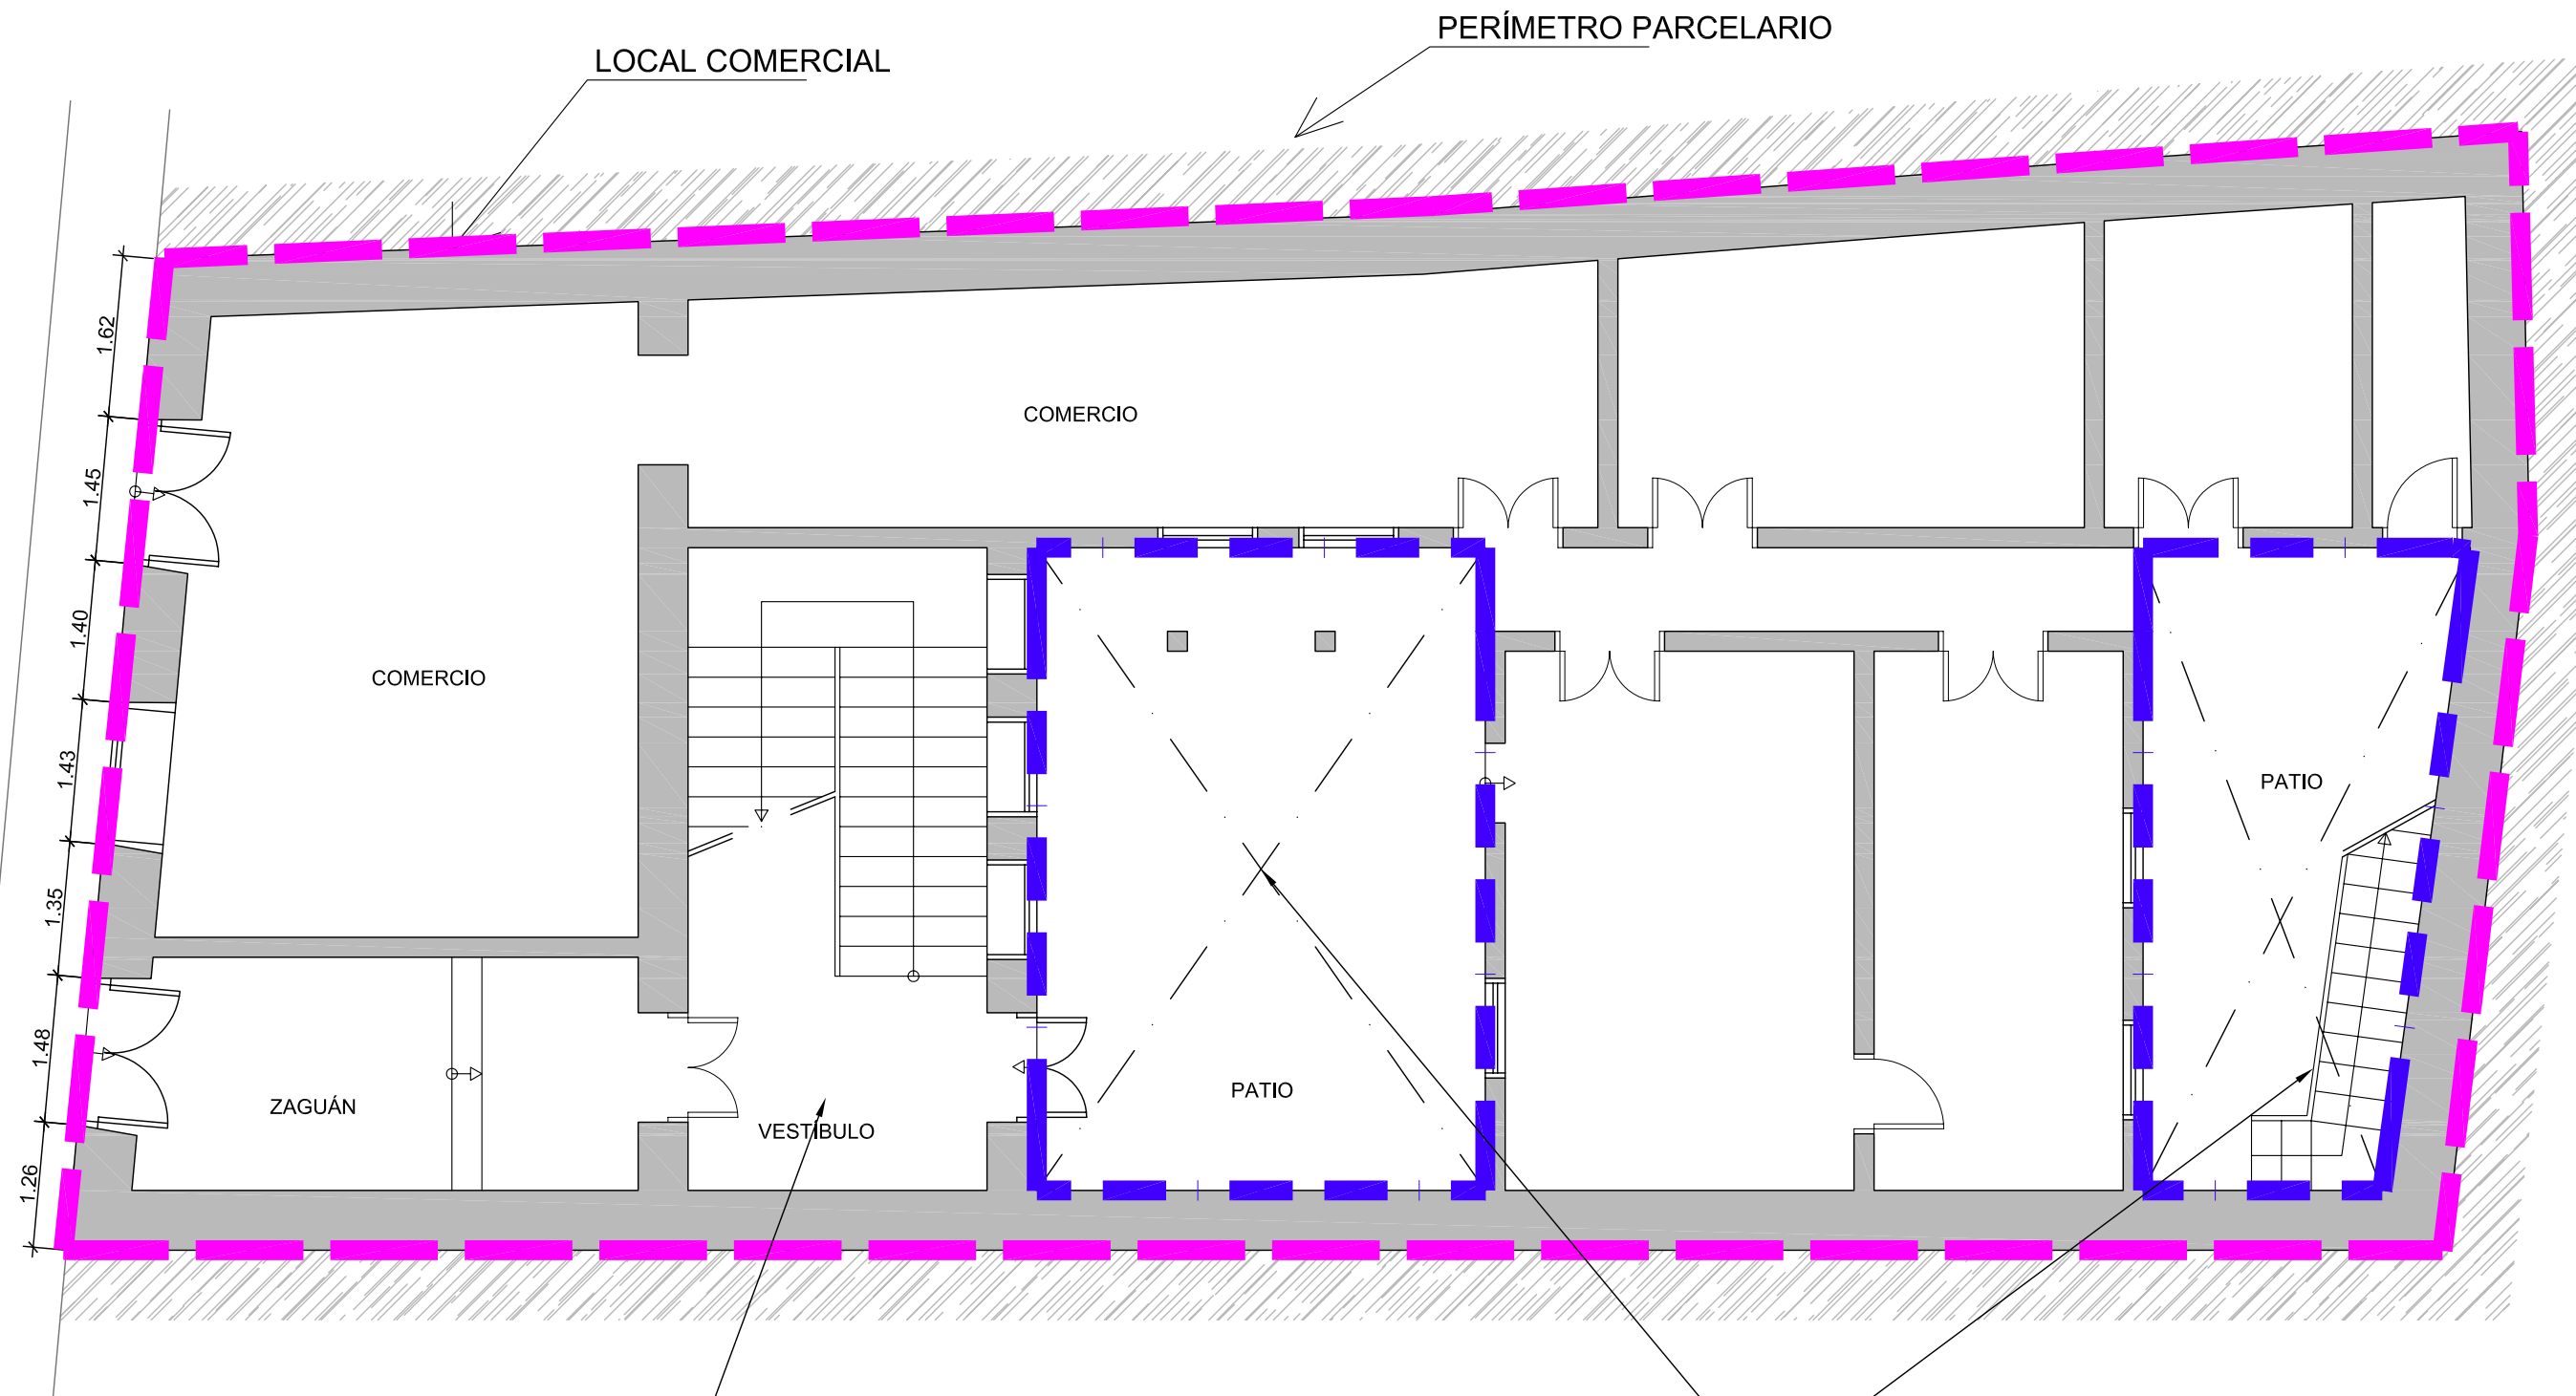 PERÍMETRO PARCELARIO
LOCAL COMERCIAL
1.62
1.45
1.40
1.43
1.35
1.48
1.26
COMERCIO
COMERCIO
PATIO
PATIO
ZAGUÁN
VESTÍBULO